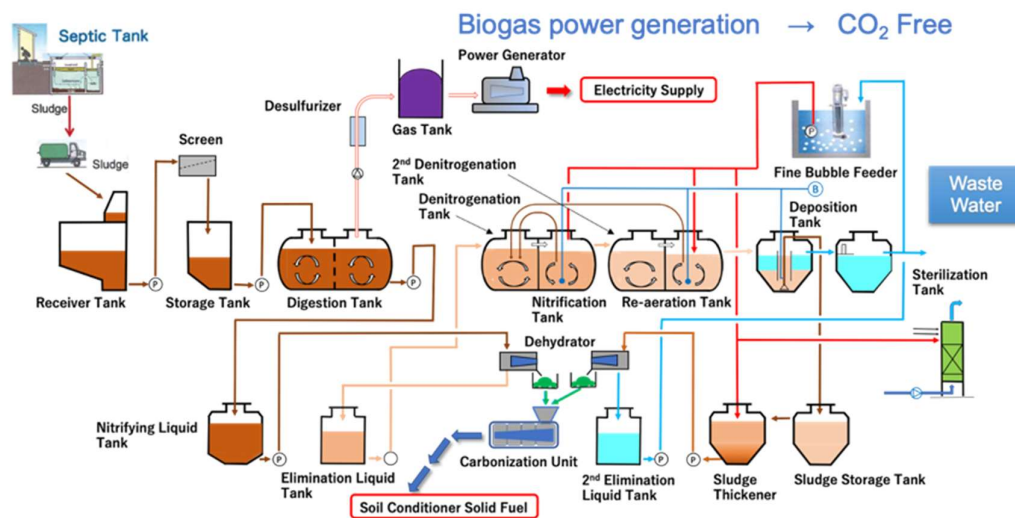 Biogas power generation → CO2 Free
Septic Tank
Sludge
Sludge
Screen
Receiver Tank
P
Storage Tank
P
Digestion Tank
P
Desulfurizer
Gas Tank
Power Generator
Electricity Supply
2nd Denitrogenation
Tank
Denitrogenation
Tank
Nitrification
Tank
Re-aeration Tank
P
Fine Bubble Feeder
B
Deposition
Tank
Waste
Water
Sterilization
Tank
Nitrifying Liquid
Tank
P
Elimination Liquid
Tank
Dehydrator
Carbonization Unit
Soil Conditioner Solid Fuel
2nd Elimination
Liquid Tank
P
P
Sludge
Thickener
Sludge Storage Tank